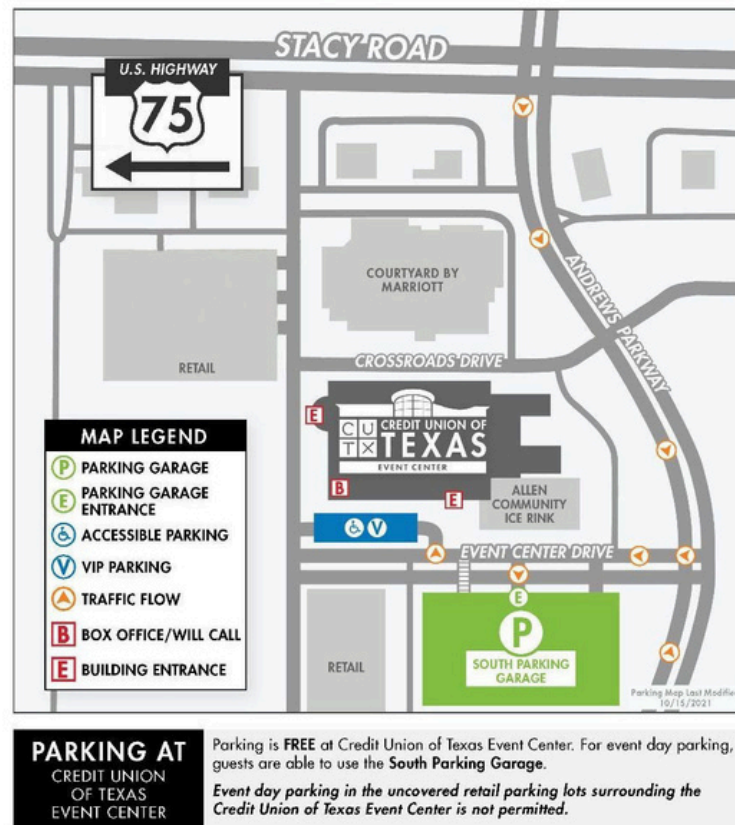 STACY ROAD
U.S. HIGHWAY
75
COURTYARD BY
MARRIOTT
ANDREWS PARKWAY
RETAIL
CROSSROADS DRIVE
E
CU
TX
CREDIT UNION OF
TEXAS
EVENT CENTER
B
E
ALLEN
COMMUNITY
ICE RINK
V
EVENT CENTER DRIVE
E
P
SOUTH PARKING
GARAGE
RETAIL
MAP LEGEND
P PARKING GARAGE
E PARKING GARAGE
ENTRANCE
ACCESSIBLE PARKING
V VIP PARKING
TRAFFIC FLOW
B BOX OFFICE/WILL CALL
E BUILDING ENTRANCE
Parking Map Last Modifie
10/15/2021
PARKING AT
CREDIT UNION
OF TEXAS
EVENT CENTER
Parking is FREE at Credit Union of Texas Event Center. For event day parking,
guests are able to use the South Parking Garage.
Event day parking in the uncovered retail parking lots surrounding the
Credit Union of Texas Event Center is not permitted.